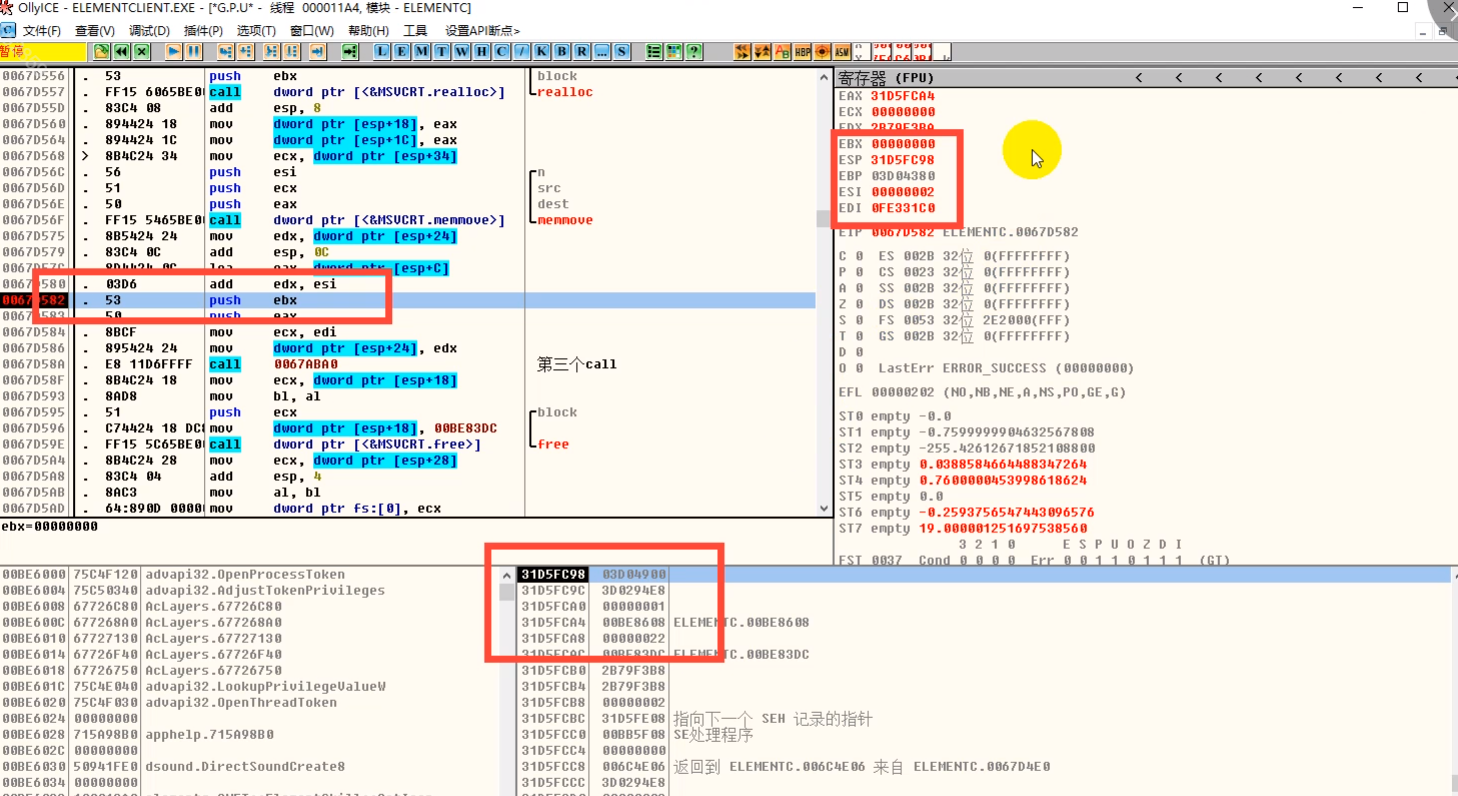 OllyICE - ELEMENTCLIENT.EXE - [*G.P.U* - 线程 000011A4, 模块 - ELEMENTC]
文件(F) 查看(V) 调试(D) 插件(P) 选项(T) 窗口(W) 帮助(H) 工具 设置API断点>
暂停 L E M T W H C / K B R ... S ? HBP ASM
0067D556 . 53 push ebx block
0067D557 . FF15 6065BE0 call dword ptr [<&MSVCRT.realloc>] realloc
0067D55D . 83C4 08 add esp, 8
0067D560 . 894424 18 mov dword ptr [esp+18], eax
0067D564 . 894424 1C mov dword ptr [esp+1C], eax
0067D568 > 8B4C24 34 mov ecx, dword ptr [esp+34]
0067D56C . 56 push esi n
0067D56D . 51 push ecx src
0067D56E . 50 push eax dest
0067D56F . FF15 5465BE0 call dword ptr [<&MSVCRT.memmove>] memmove
0067D575 . 8B5424 24 mov edx, dword ptr [esp+24]
0067D579 . 83C4 0C add esp, 0C
0067D57C . 8D4424 0C lea eax, dword ptr [esp+C]
0067D580 . 03D6 add edx, esi
0067D582 . 53 push ebx
0067D583 . 50 push eax
0067D584 . 8BCF mov ecx, edi
0067D586 . 895424 24 mov dword ptr [esp+24], edx
0067D58A . E8 11D6FFFF call 0067ABA0 第三个call
0067D58F . 8B4C24 18 mov ecx, dword ptr [esp+18]
0067D593 . 8AD8 mov bl, al
0067D595 . 51 push ecx block
0067D596 . C74424 18 DC mov dword ptr [esp+18], 00BE83DC
0067D59E . FF15 5C65BE0 call dword ptr [<&MSVCRT.free>] free
0067D5A4 . 8B4C24 28 mov ecx, dword ptr [esp+28]
0067D5A8 . 83C4 04 add esp, 4
0067D5AB . 8AC3 mov al, bl
0067D5AD . 64:890D 0000 mov dword ptr fs:[0], ecx
ebx=00000000
寄存器 (FPU) < < < < < < < <
EAX 31D5FCA4
ECX 00000000
EDX 2B79F3BA
EBX 00000000
ESP 31D5FC98
EBP 03D04380
ESI 00000002
EDI 0FE331C0
EIP 0067D582 ELEMENTC.0067D582
C 0 ES 002B 32位 0(FFFFFFFF)
P 0 CS 0023 32位 0(FFFFFFFF)
A 0 SS 002B 32位 0(FFFFFFFF)
Z 0 DS 002B 32位 0(FFFFFFFF)
S 0 FS 0053 32位 2E2000(FFF)
T 0 GS 002B 32位 0(FFFFFFFF)
D 0
O 0 LastErr ERROR_SUCCESS (00000000)
EFL 00000202 (NO,NB,NE,A,NS,PO,GE,G)
ST0 empty -0.0
ST1 empty -0.7599999904632567808
ST2 empty -255.42612671852108800
ST3 empty 0.0388584664488347264
ST4 empty 0.7600000453998618624
ST5 empty 0.0
ST6 empty -0.2593756547443096576
ST7 empty 19.000001251697538560
3 2 1 0 E S P U O Z D I
FST 0037 Cond 0 0 0 0 Err 0 0 1 1 0 1 1 1 (GT)
00BE6000 75C4F120 advapi32.OpenProcessToken
00BE6004 75C50340 advapi32.AdjustTokenPrivileges
00BE6008 67726C80 AcLayers.67726C80
00BE600C 677268A0 AcLayers.677268A0
00BE6010 67727130 AcLayers.67727130
00BE6014 67726F40 AcLayers.67726F40
00BE6018 67726750 AcLayers.67726750
00BE601C 75C4E040 advapi32.LookupPrivilegeValueW
00BE6020 75C4F030 advapi32.OpenThreadToken
00BE6024 00000000
00BE6028 715A98B0 apphelp.715A98B0
00BE602C 00000000
00BE6030 50941FE0 dsound.DirectSoundCreate8
00BE6034 00000000
31D5FC98 03D04900
31D5FC9C 3D0294E8
31D5FCA0 00000001
31D5FCA4 00BE8608 ELEMENTC.00BE8608
31D5FCA8 00000022
31D5FCAC 00BE83DC ELEMENTC.00BE83DC
31D5FCB0 2B79F3B8
31D5FCB4 2B79F3B8
31D5FCB8 00000002
31D5FCBC 31D5FE08 指向下一个 SEH 记录的指针
31D5FCC0 00BB5F08 SE处理程序
31D5FCC4 00000000
31D5FCC8 006C4E06 返回到 ELEMENTC.006C4E06 来自 ELEMENTC.0067D4E0
31D5FCCC 3D0294E8